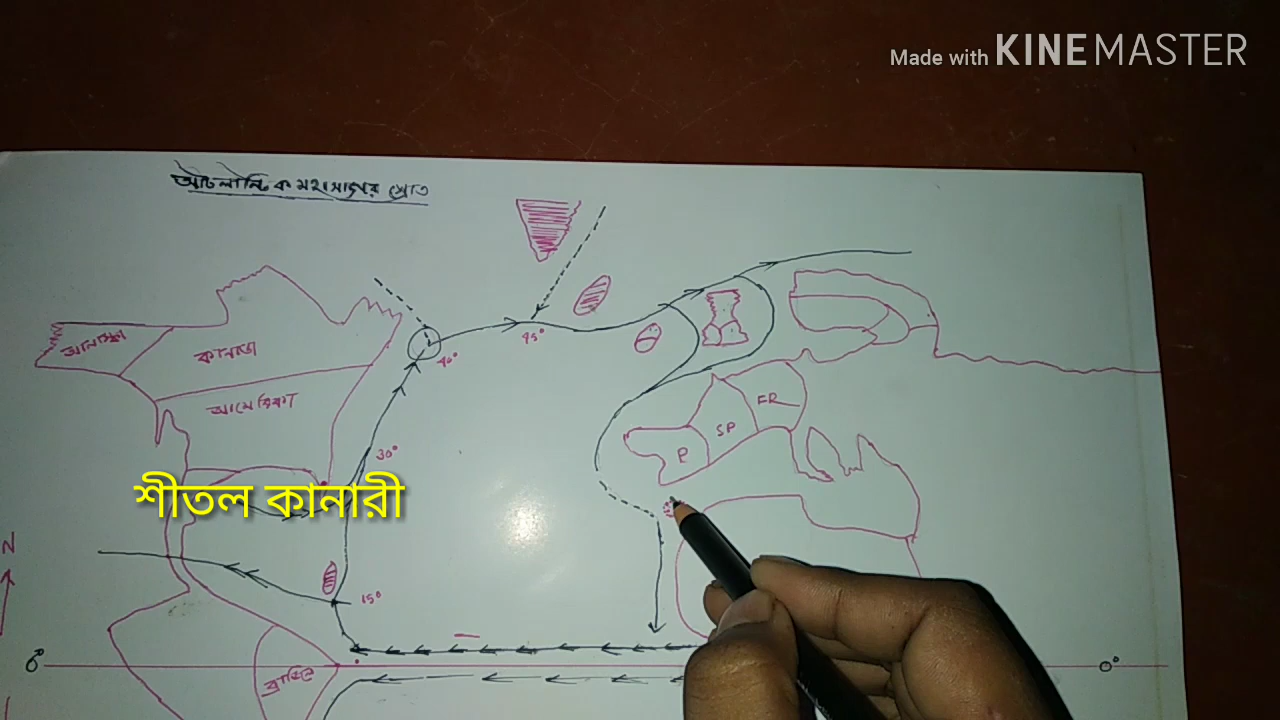 Made with KINEMASTER
আটলান্টিক মহাসাগর স্রোত
আলাস্কা
কানাডা
আমেরিকা
40°
45°
FR
SP
P
30°
শীতল কানারী
N
15°
0°
0°